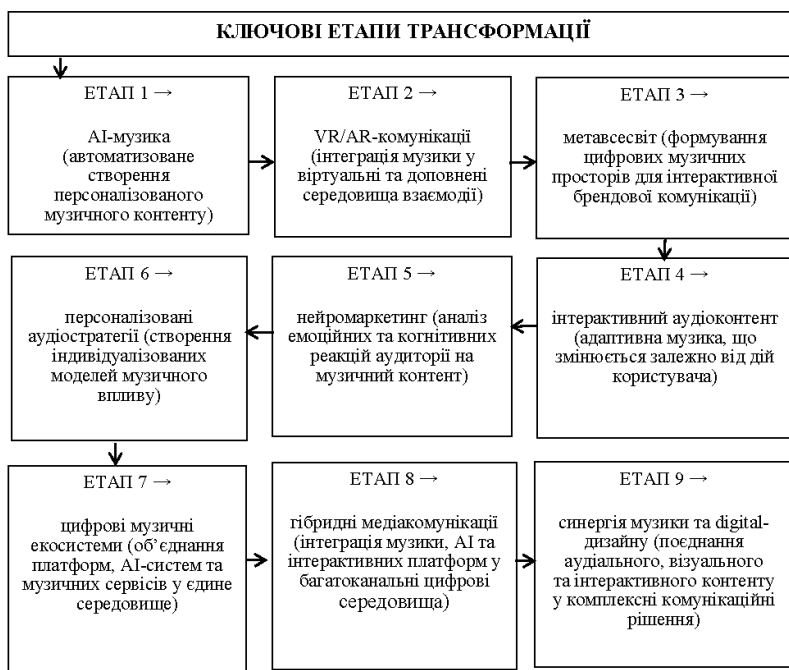 КЛЮЧОВІ ЕТАПИ ТРАНСФОРМАЦІЇ
ЕТАП 1 →
AI-музика
(автоматизоване
створення
персоналізованого
музичного контенту)
ЕТАП 2 →
VR/AR-комунікації
(інтеграція музики у
віртуальні та доповнені
середовища взаємодії)
ЕТАП 3 →
метавсесвіт (формування
цифрових музичних
просторів для інтерактивної
брендової комунікації)
ЕТАП 4 →
інтерактивний аудіоконтент
(адаптивна музика, що
змінюється залежно від дій
користувача)
ЕТАП 5 →
нейромаркетинг (аналіз
емоційних та когнітивних
реакцій аудиторії на
музичний контент)
ЕТАП 6 →
персоналізовані
аудіостратегії (створення
індивідуалізованих
моделей музичного
впливу)
ЕТАП 7 →
цифрові музичні
екосистеми (об’єднання
платформ, AI-систем та
музичних сервісів у єдине
середовище)
ЕТАП 8 →
гібридні медіакомунікації
(інтеграція музики, AI та
інтерактивних платформ у
багатоканальні цифрові
середовища)
ЕТАП 9 →
синергія музики та digital-
дизайну (поєднання
аудіального, візуального
та інтерактивного контенту
у комплексні комунікаційні
рішення)